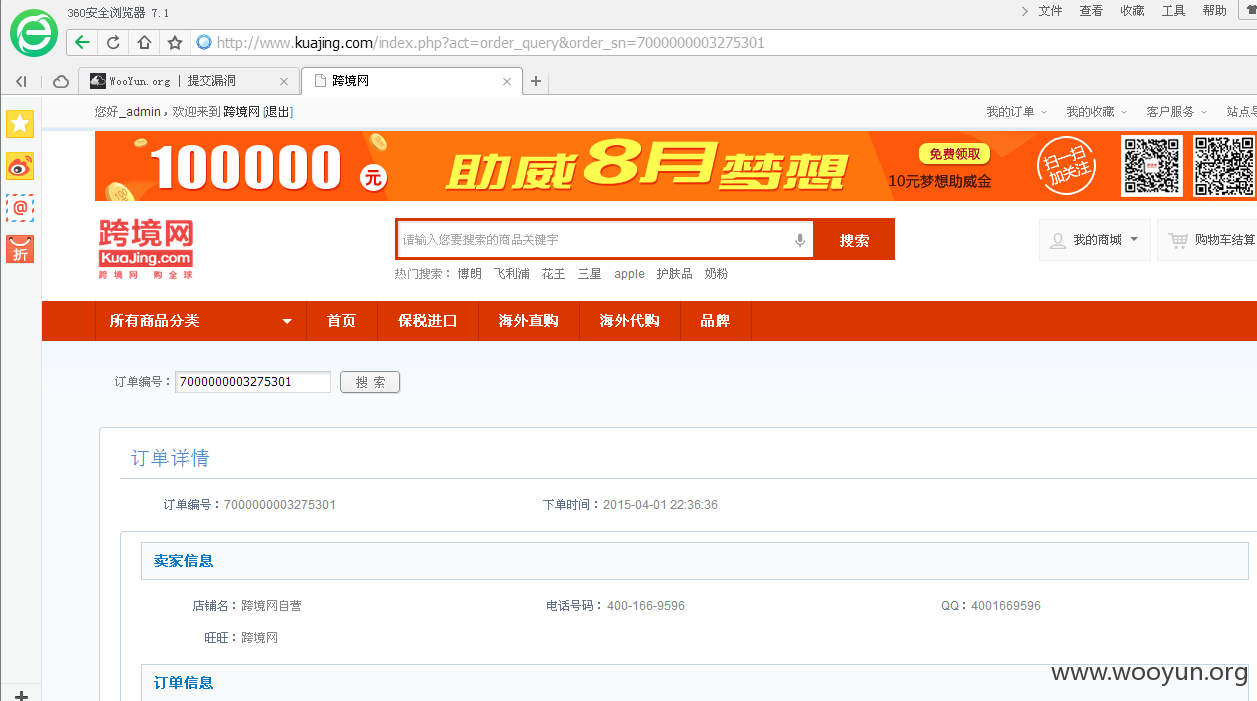 360安全浏览器 7.1
文件 查看 收藏 工具 帮助
http://www.kuajing.com/index.php?act=order_query&order_sn=7000000003275301
WooYun.org | 提交漏洞
跨境网
您好_admin，欢迎来到 跨境网 [退出]
我的订单 我的收藏 客户服务 站点导
100000元
助威8月梦想
免费领取
10元梦想助威金
扫一扫
加关注
@
折
跨境网
KuaJing.com
跨 境 网 购 全 球
请输入您要搜索的商品关键字
搜索
我的商城
购物车结算
热门搜索： 博朗 飞利浦 花王 三星 apple 护肤品 奶粉
所有商品分类 首页 保税进口 海外直购 海外代购 品牌
订单编号： 7000000003275301 搜 索
订单详情
订单编号：7000000003275301 下单时间：2015-04-01 22:36:36
卖家信息
店铺名：跨境网自营 电话号码：400-166-9596 QQ：4001669596
旺旺：跨境网
订单信息
www.wooyun.org